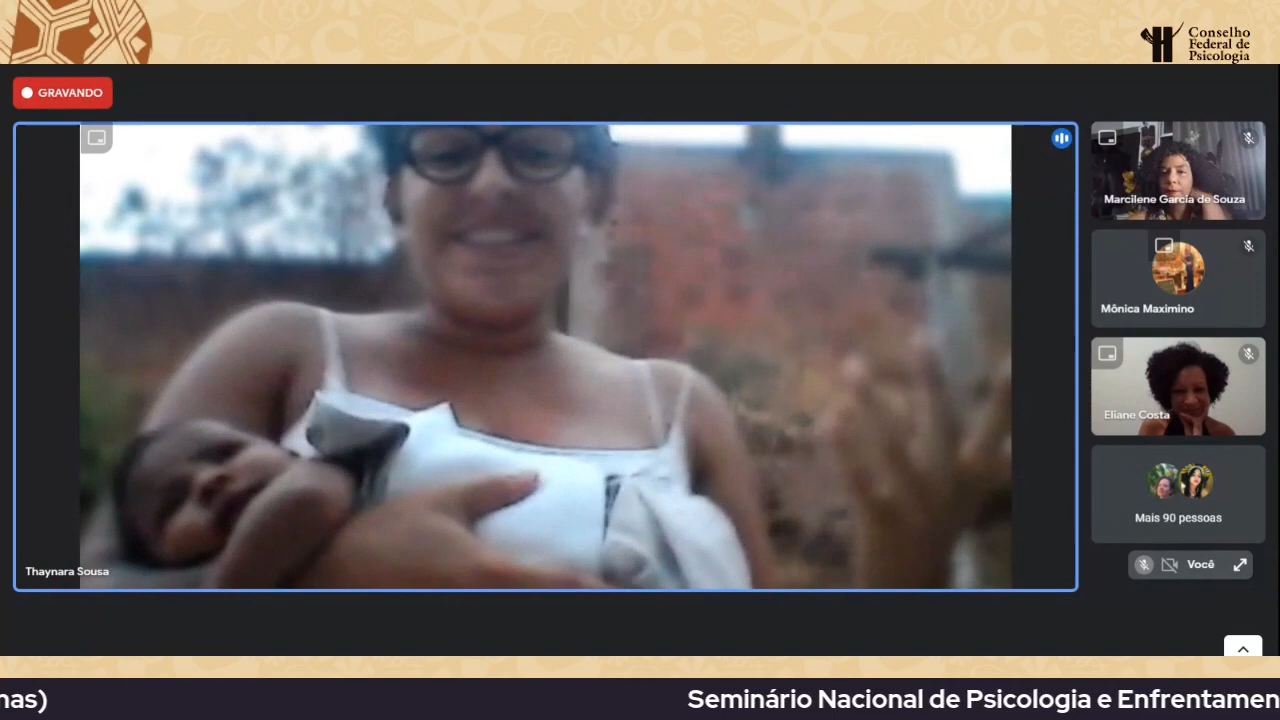 Conselho
Federal de
Psicologia
GRAVANDO
Marcilene Garcia de Souza
Mônica Maximino
Eliane Costa
Mais 90 pessoas
Você
Thaynara Sousa
nas)
Seminário Nacional de Psicologia e Enfrentamen